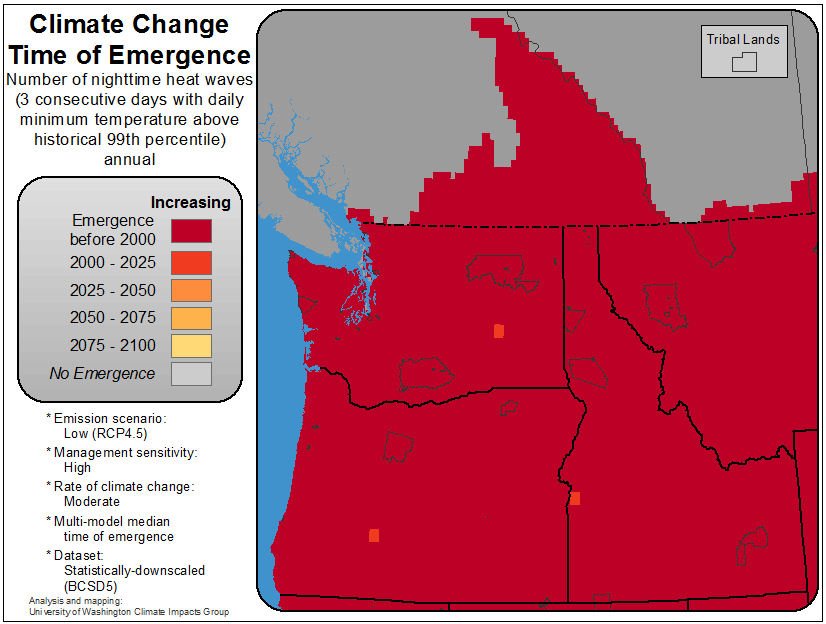 Climate Change
Time of Emergence
Number of nighttime heat waves
(3 consecutive days with daily
minimum temperature above
historical 99th percentile)
annual
Increasing
Emergence
before 2000
2000 - 2025
2025 - 2050
2050 - 2075
2075 - 2100
No Emergence
* Emission scenario:
Low (RCP4.5)
* Management sensitivity:
High
* Rate of climate change:
Moderate
* Multi-model median
time of emergence
* Dataset:
Statistically-downscaled
(BCSD5)
Analysis and mapping:
University of Washington Climate Impacts Group
Tribal Lands